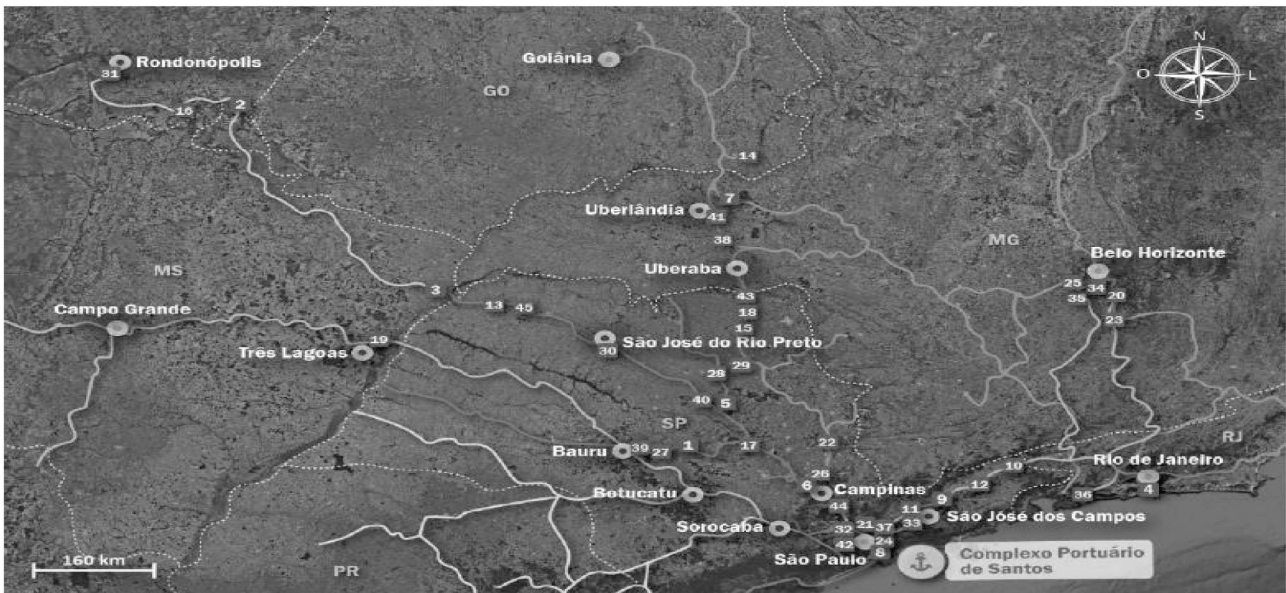 N
Rondonópolis
Goiânia
31
GO
O
L
16
2
S
14
7
Uberlândia
41
38
MG
Belo Horizonte
MS
Uberaba
25
34
3
43
35
20
Campo Grande
13
45
18
23
15
19
São José do Rio Preto
Três Lagoas
30
29
28
40
5
SP
RJ
Bauru
39
27
1
17
22
Rio de Janeiro
10
26
12
4
Botucatu
6
Campinas
9
36
44
11
São Jósé dos Campos
Sorocaba
32
21
37
33
42
24
São Paulo
8
160 km
PR
Complexo Portuário
de Santos